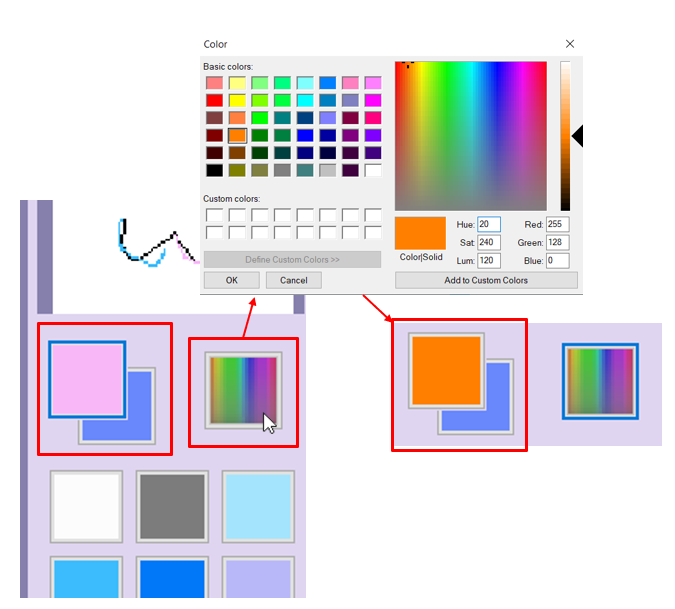 Color
Basic colors:
Custom colors:
Define Custom Colors >>
OK Cancel
Color|Solid
Hue: 20 Red: 255
Sat: 240 Green: 128
Lum: 120 Blue: 0
Add to Custom Colors